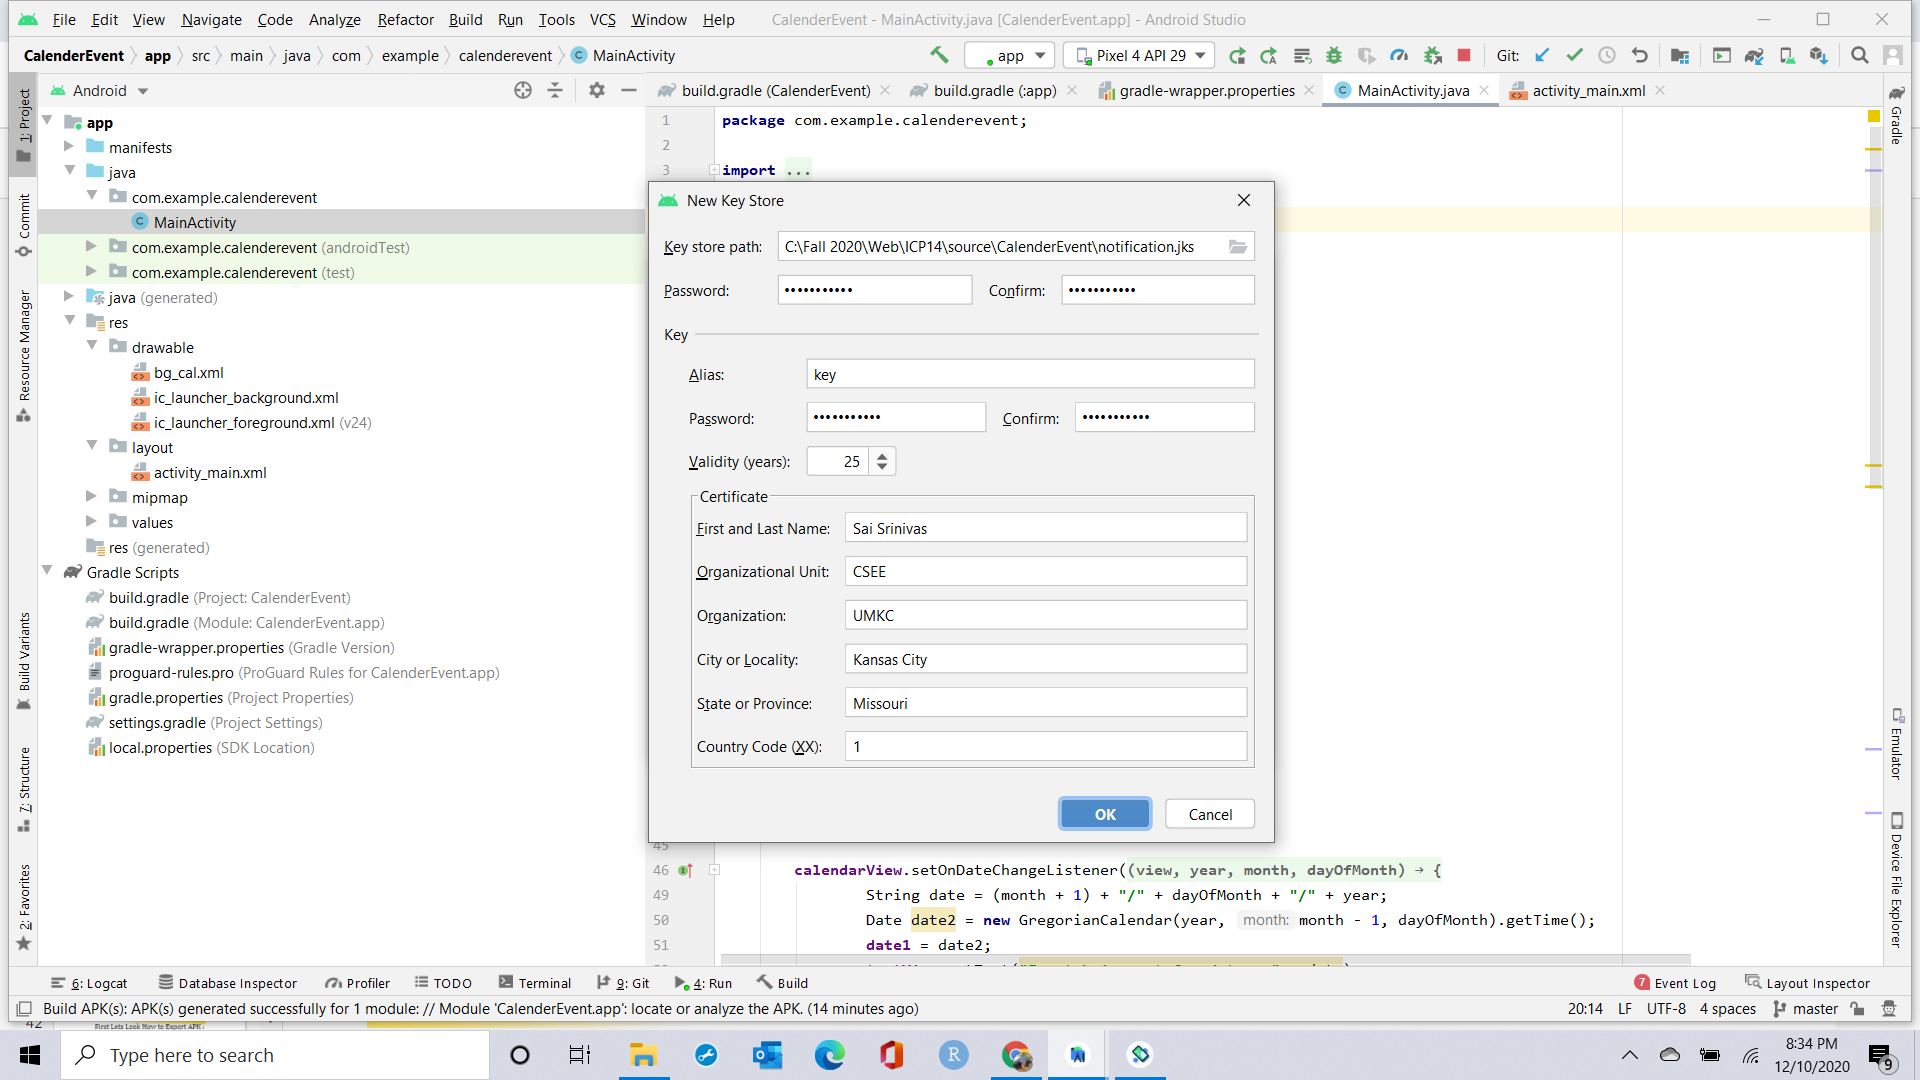 File Edit View Navigate Code Analyze Refactor Build Run Tools VCS Window Help CalenderEvent - MainActivity.java [CalenderEvent.app] - Android Studio
CalenderEvent app src main java com example calenderevent MainActivity app Pixel 4 API 29 Git:
Android build.gradle (CalenderEvent) build.gradle (:app) gradle-wrapper.properties MainActivity.java activity_main.xml
1: Project
Commit
Resource Manager
Build Variants
7: Structure
2: Favorites
app
manifests
java
com.example.calenderevent
MainActivity
com.example.calenderevent (androidTest)
com.example.calenderevent (test)
java (generated)
res
drawable
bg_cal.xml
ic_launcher_background.xml
ic_launcher_foreground.xml (v24)
layout
activity_main.xml
mipmap
values
res (generated)
Gradle Scripts
build.gradle (Project: CalenderEvent)
build.gradle (Module: CalenderEvent.app)
gradle-wrapper.properties (Gradle Version)
proguard-rules.pro (ProGuard Rules for CalenderEvent.app)
gradle.properties (Project Properties)
settings.gradle (Project Settings)
local.properties (SDK Location)
1 package com.example.calenderevent;
2
3 import ...
New Key Store
Key store path: C:\Fall 2020\Web\ICP14\source\CalenderEvent\notification.jks
Password: ••••••••••• Confirm: •••••••••••
Key
Alias: key
Password: ••••••••••• Confirm: •••••••••••
Validity (years): 25
Certificate
First and Last Name: Sai Srinivas
Organizational Unit: CSEE
Organization: UMKC
City or Locality: Kansas City
State or Province: Missouri
Country Code (XX): 1
OK Cancel
45
46 calendarView.setOnDateChangeListener((view, year, month, dayOfMonth) → {
49 String date = (month + 1) + "/" + dayOfMonth + "/" + year;
50 Date date2 = new GregorianCalendar(year, month: month - 1, dayOfMonth).getTime();
51 date1 = date2;
Gradle
Emulator
Device File Explorer
6: Logcat Database Inspector Profiler TODO Terminal 9: Git 4: Run Build 7 Event Log Layout Inspector
Build APK(s): APK(s) generated successfully for 1 module: // Module 'CalenderEvent.app': locate or analyze the APK. (14 minutes ago) 20:14 LF UTF-8 4 spaces master
42 First Lets Look How to Export APK :
Type here to search
8:34 PM
12/10/2020
9